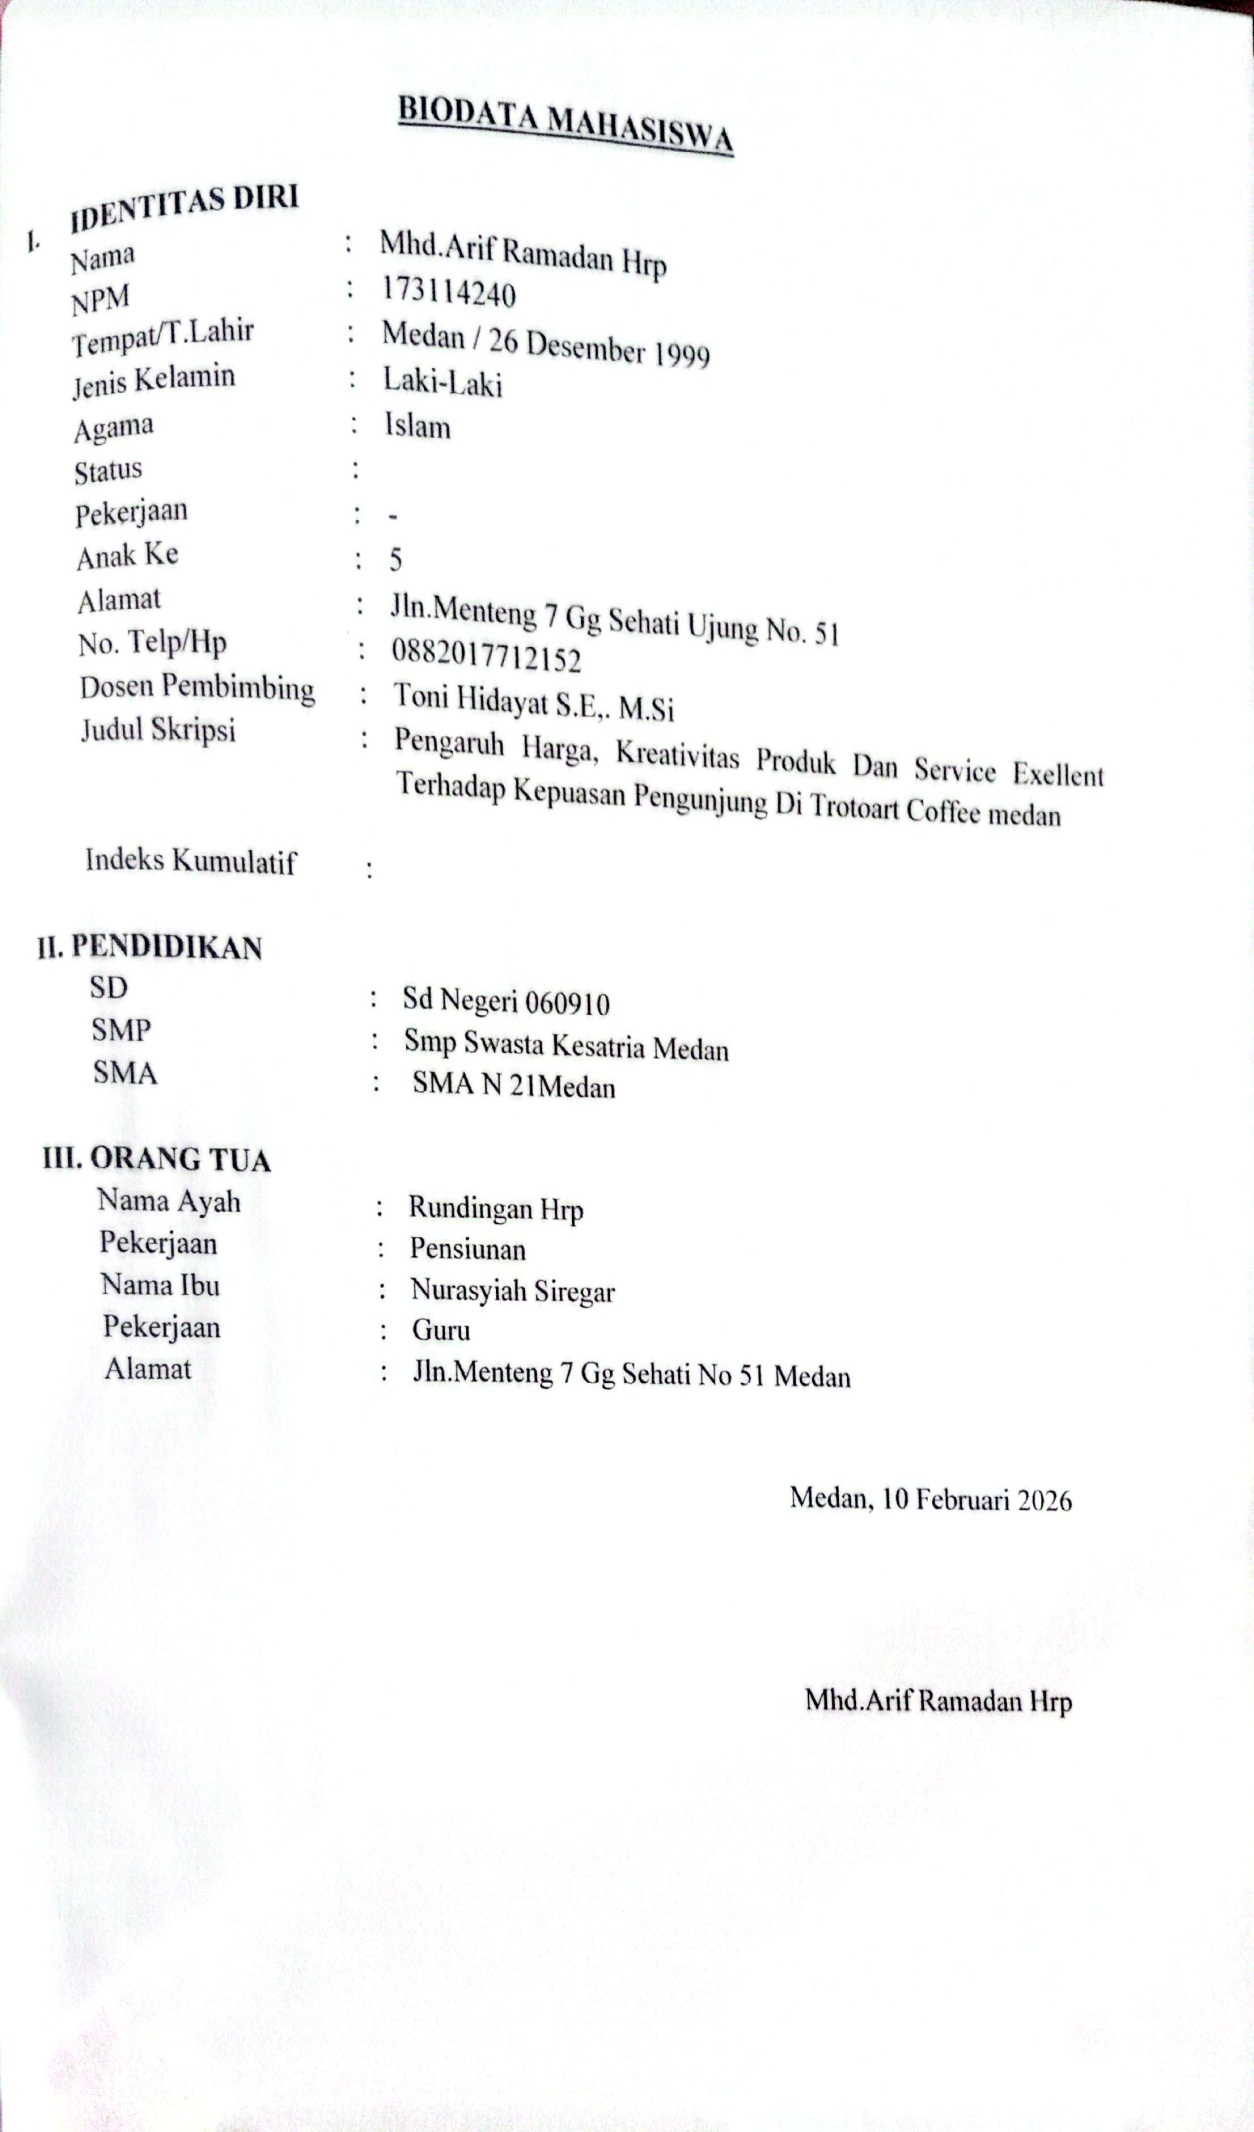 BIODATA MAHASISWA
I. IDENTITAS DIRI
Nama : Mhd.Arif Ramadan Hrp
NPM : 173114240
Tempat/T.Lahir : Medan / 26 Desember 1999
Jenis Kelamin : Laki-Laki
Agama : Islam
Status :
Pekerjaan : -
Anak Ke : 5
Alamat : Jln.Menteng 7 Gg Sehati Ujung No. 51
No. Telp/Hp : 0882017712152
Dosen Pembimbing : Toni Hidayat S.E,. M.Si
Judul Skripsi : Pengaruh Harga, Kreativitas Produk Dan Service Exellent
Terhadap Kepuasan Pengunjung Di Trotoart Coffee medan
Indeks Kumulatif :
II. PENDIDIKAN
SD : Sd Negeri 060910
SMP : Smp Swasta Kesatria Medan
SMA : SMA N 21Medan
III. ORANG TUA
Nama Ayah : Rundingan Hrp
Pekerjaan : Pensiunan
Nama Ibu : Nurasyiah Siregar
Pekerjaan : Guru
Alamat : Jln.Menteng 7 Gg Sehati No 51 Medan
Medan, 10 Februari 2026
Mhd.Arif Ramadan Hrp